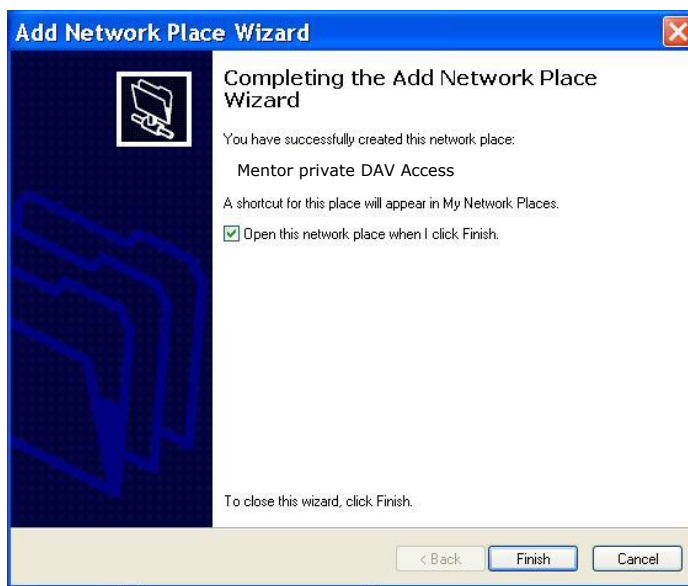 Add Network Place Wizard
Completing the Add Network Place
Wizard
You have successfully created this network place:
Mentor private DAV Access
A shortcut for this place will appear in My Network Places.
Open this network place when I click Finish.
To close this wizard, click Finish.
< Back
Finish
Cancel